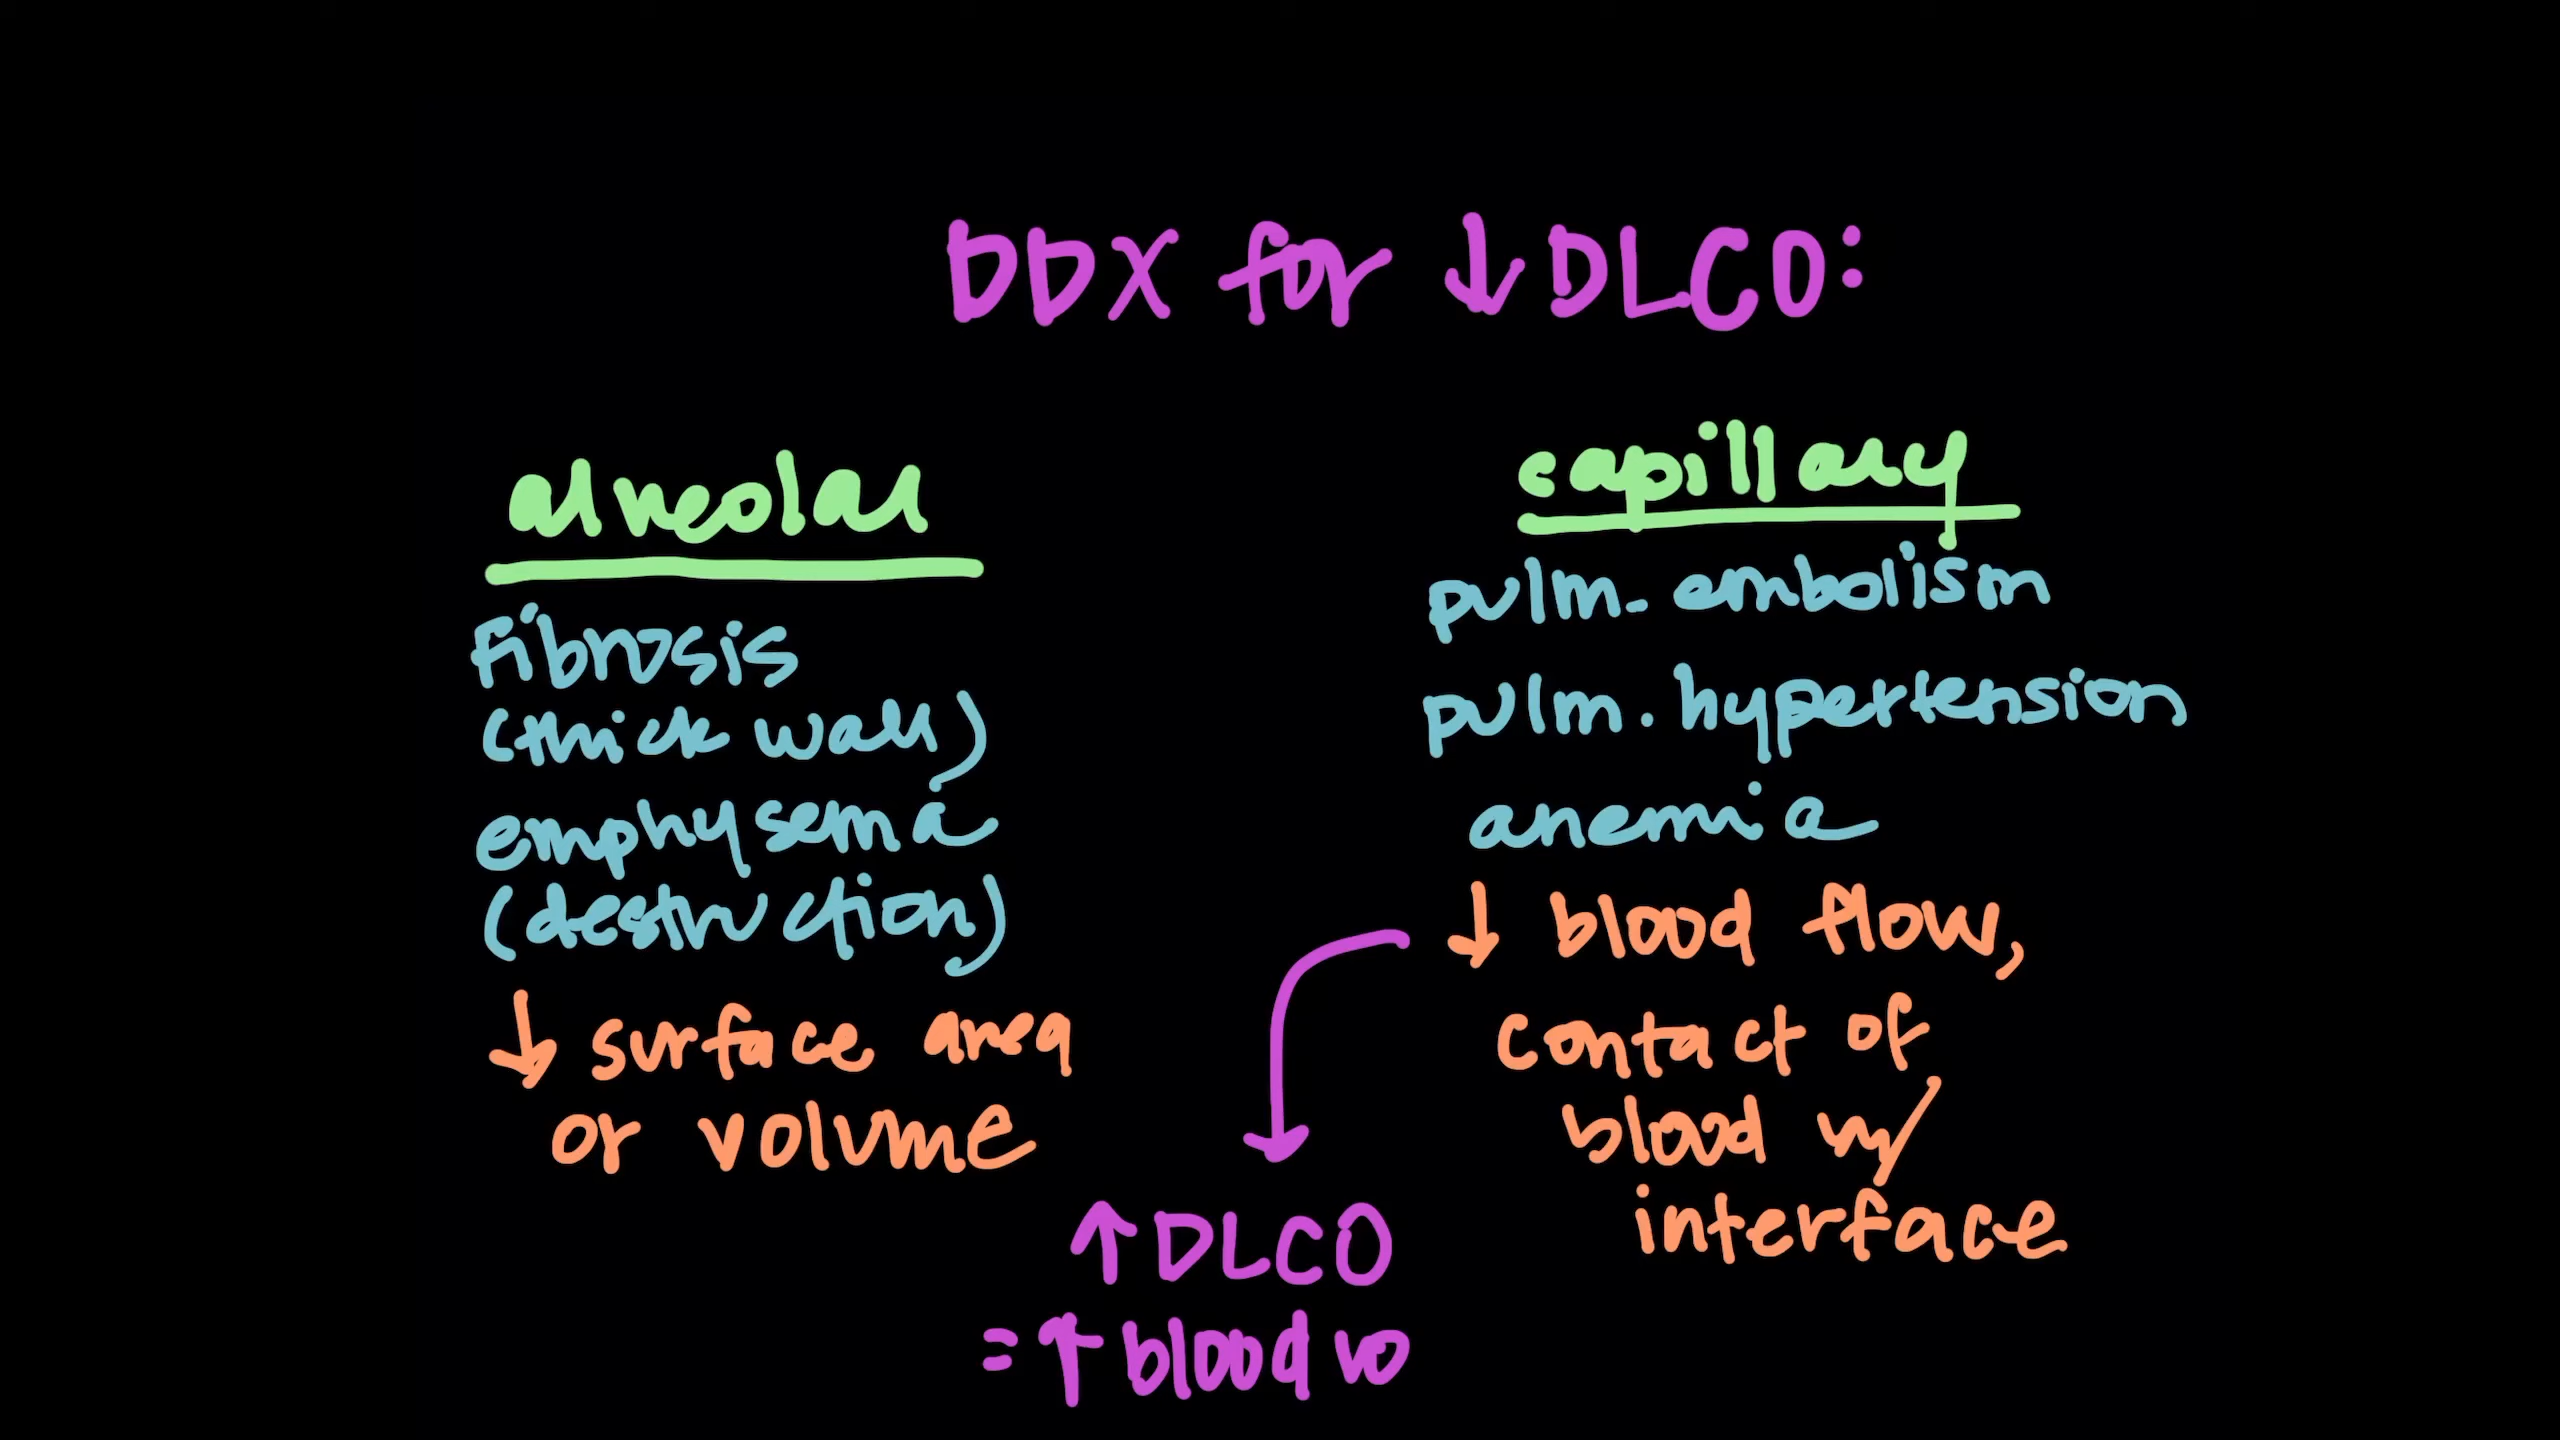 DDX for ↓DLCO:
alveolar
fibrosis
(thick wall)
emphysema
(destruction)
↓ surface area
or volume
capillary
pulm. embolism
pulm. hypertension
anemia
↓ blood flow,
contact of
blood w/
interface
↑DLCO
=↑blood vo